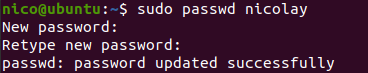 nico@ubuntu:~$ sudo passwd nicolay
New password:
Retype new password:
passwd: password updated successfully